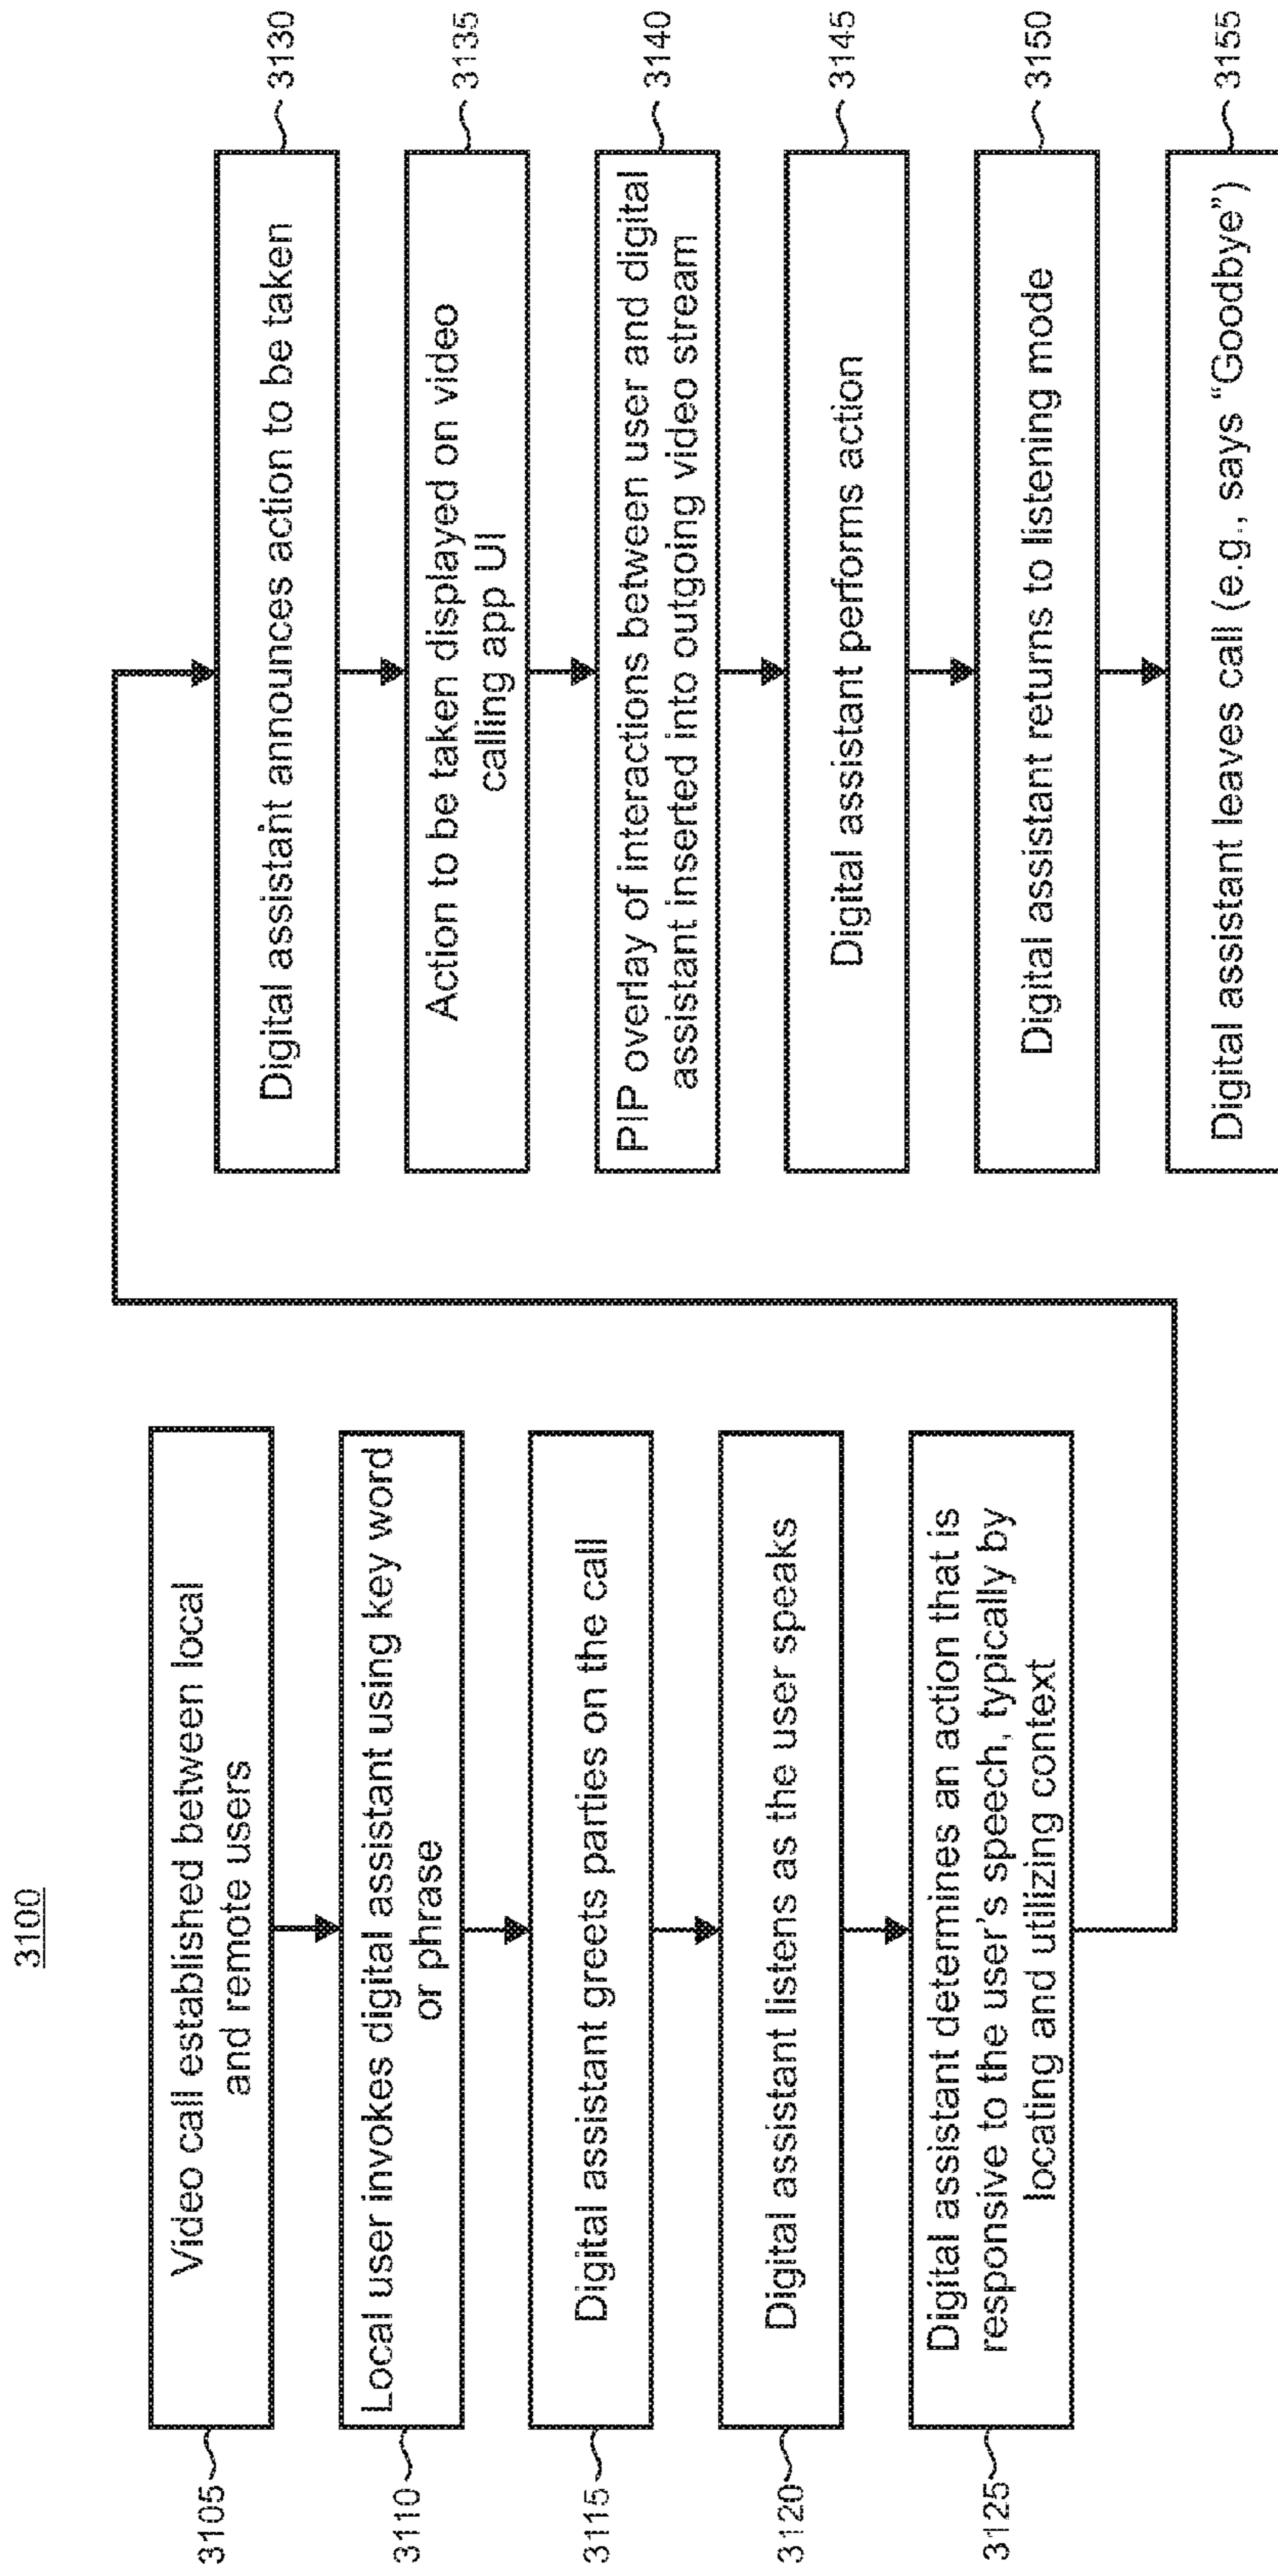 3100
3105
Video call established between local
and remote users
3110
Local user invokes digital assistant using key word
or phrase
3115
Digital assistant greets parties on the call
3120
Digital assistant listens as the user speaks
3125
Digital assistant determines an action that is
responsive to the user's speech, typically by
locating and utilizing context
Digital assistant announces action to be taken
3130
Action to be taken displayed on video
calling app UI
3135
PIP overlay of interactions between user and digital
assistant inserted into outgoing video stream
3140
Digital assistant performs action
3145
Digital assistant returns to listening mode
3150
Digital assistant leaves call (e.g., says “Goodbye”)
3155